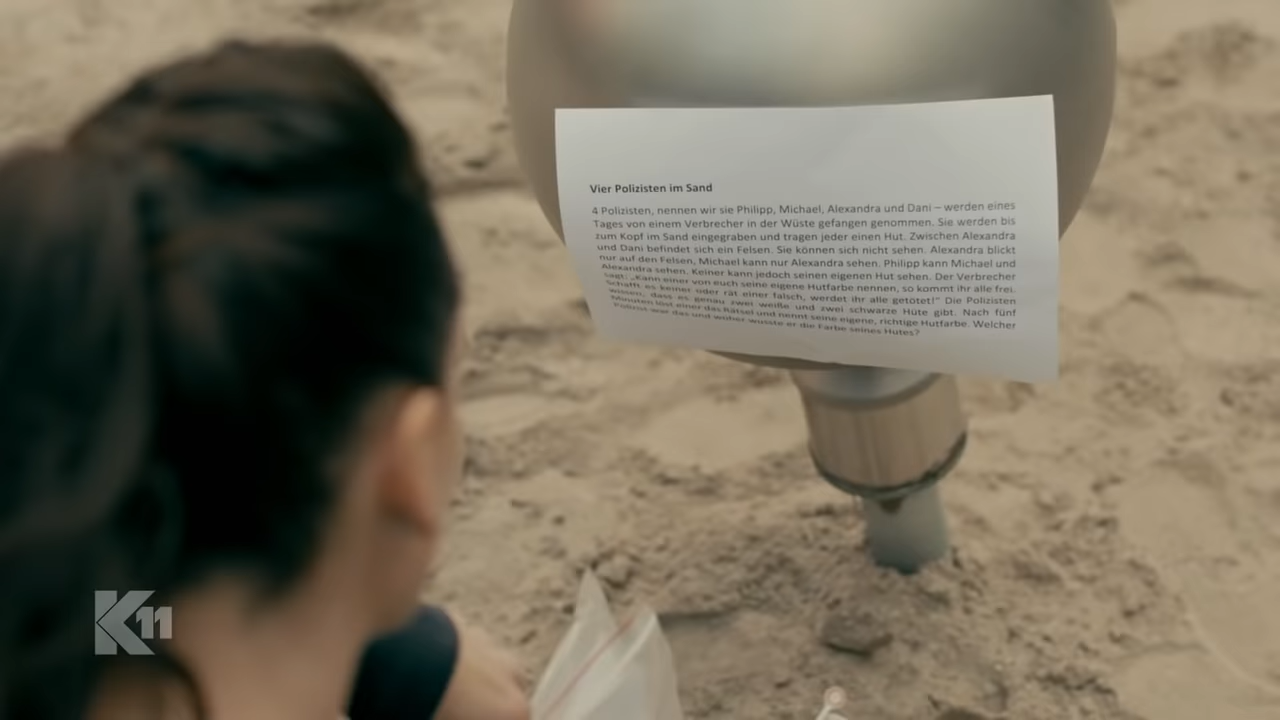 Vier Polizisten im Sand
4 Polizisten, nennen wir sie Philipp, Michael, Alexandra und Dani – werden eines
Tages von einem Verbrecher in der Wüste gefangen genommen. Sie werden bis
zum Kopf im Sand eingegraben und tragen jeder einen Hut. Zwischen Alexandra
und Dani befindet sich ein Felsen. Sie können sich nicht sehen. Alexandra blickt
nur auf den Felsen, Michael kann nur Alexandra sehen. Philipp kann Michael und
Alexandra sehen. Keiner kann jedoch seinen eigenen Hut sehen. Der Verbrecher
sagt: „Kann einer von euch seine eigene Hutfarbe nennen, so kommt ihr alle frei.
Schafft es keiner oder rät einer falsch, werdet ihr alle getötet!" Die Polizisten
wissen, dass es genau zwei weiße und zwei schwarze Hüte gibt. Nach fünf
Minuten löst einer das Rätsel und nennt seine eigene, richtige Hutfarbe. Welcher
Polizist war das und woher wusste er die Farbe seines Hutes?
K11